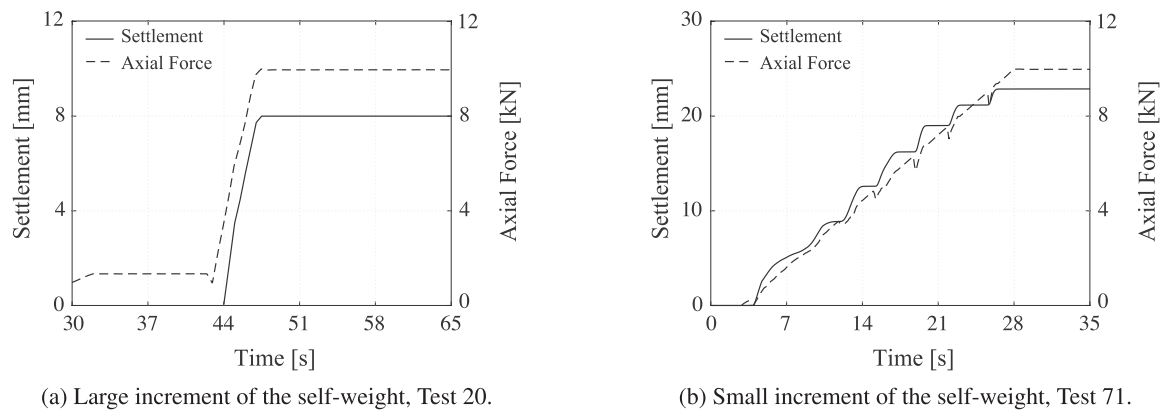 12
8
4
0
Settlement [mm]
Settlement
Axial Force
12
8
4
0
Axial Force [kN]
30 37 44 51 58 65
Time [s]
(a) Large increment of the self-weight, Test 20.
30
20
10
0
Settlement [mm]
Settlement
Axial Force
12
8
4
0
Axial Force [kN]
0 7 14 21 28 35
Time [s]
(b) Small increment of the self-weight, Test 71.